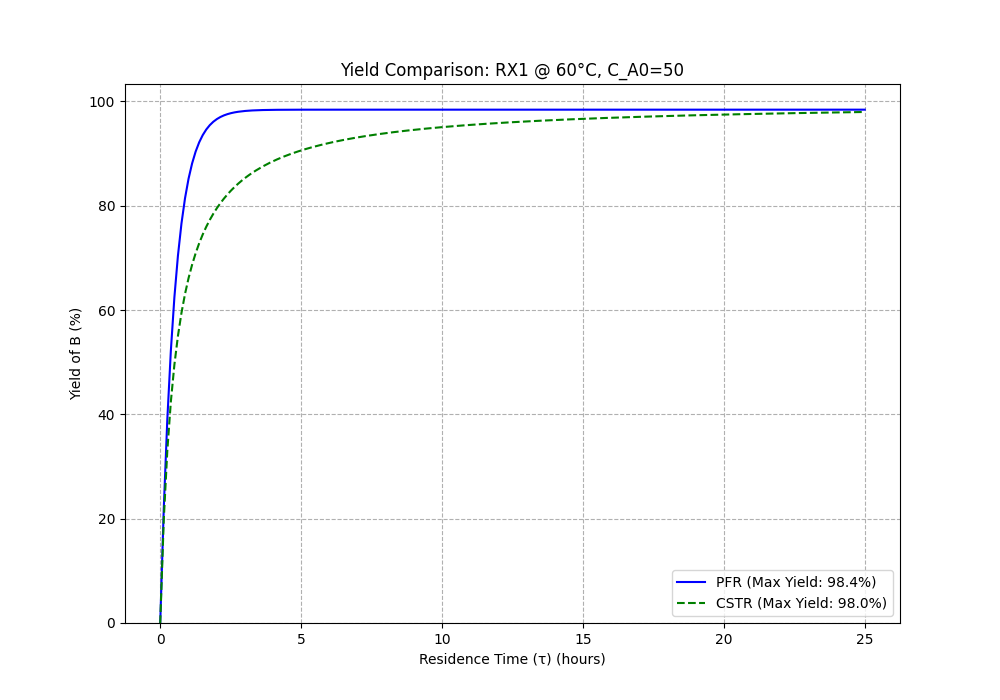 Yield Comparison: RX1 @ 60°C, C_A0=50
100
80
60
40
20
0
Yield of B (%)
0 5 10 15 20 25
Residence Time (τ) (hours)
PFR (Max Yield: 98.4%)
CSTR (Max Yield: 98.0%)